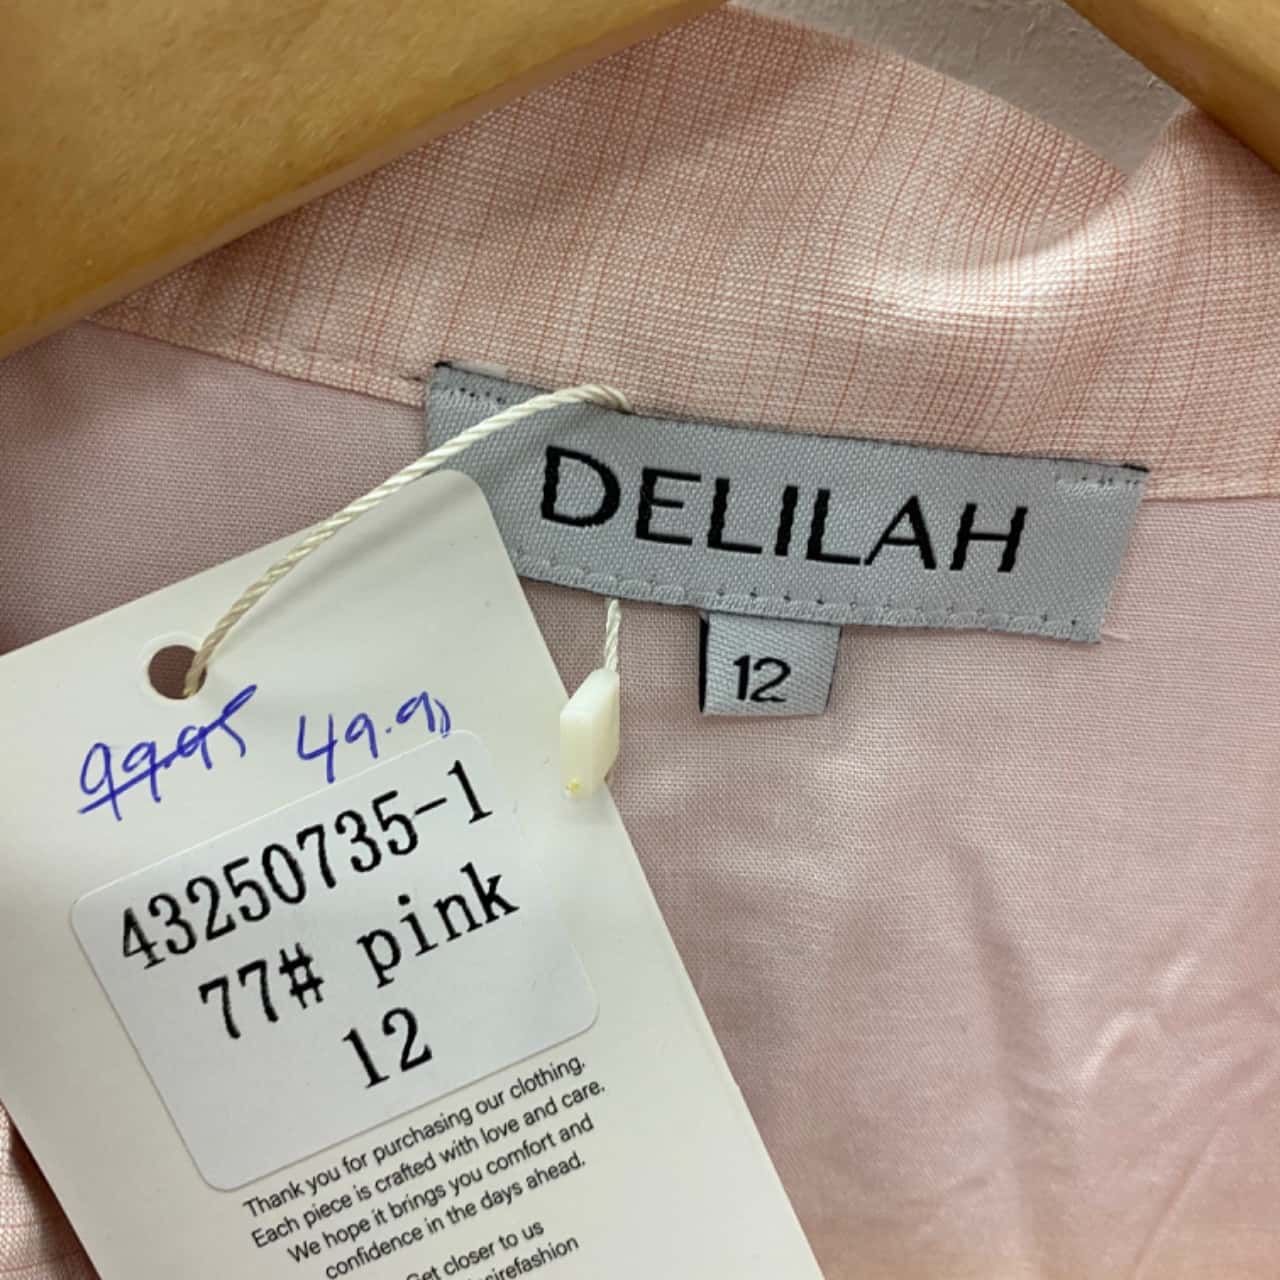 DELILAH
12
99.95 49.9
43250735-1
77# pink
12
Thank you for purchasing our clothing.
Each piece is crafted with love and care.
We hope it brings you comfort and
confidence in the days ahead.
Get closer to us